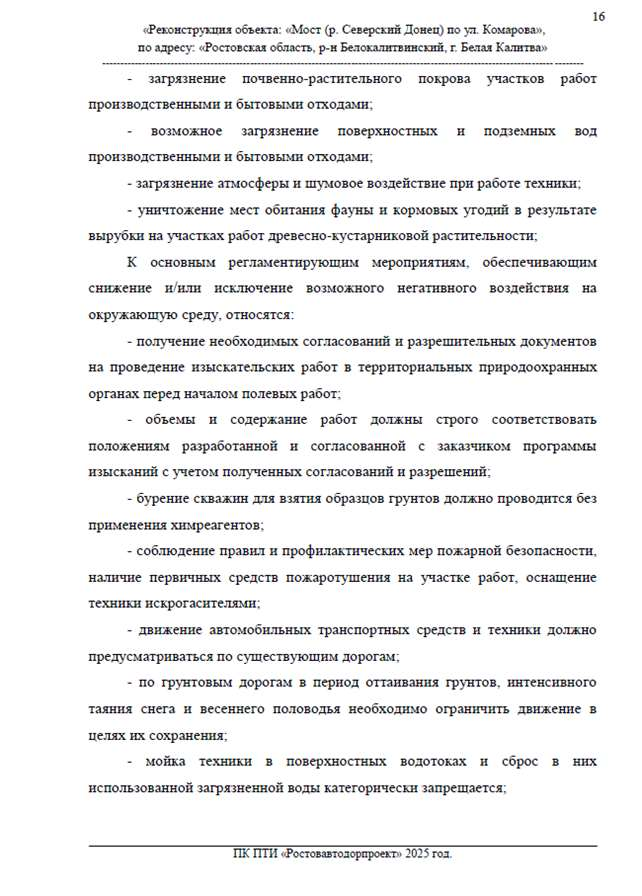 16
«Реконструкция объекта: «Мост (р. Северский Донец) по ул. Комарова»,
по адресу: «Ростовская область, р-н Белокалитвинский, г. Белая Калитва»
- загрязнение почвенно-растительного покрова участков работ
производственными и бытовыми отходами;
- возможное загрязнение поверхностных и подземных вод
производственными и бытовыми отходами;
- загрязнение атмосферы и шумовое воздействие при работе техники;
- уничтожение мест обитания фауны и кормовых угодий в результате
вырубки на участках работ древесно-кустарниковой растительности;
К основным регламентирующим мероприятиям, обеспечивающим
снижение и/или исключение возможного негативного воздействия на
окружающую среду, относятся:
- получение необходимых согласований и разрешительных документов
на проведение изыскательских работ в территориальных природоохранных
органах перед началом полевых работ;
- объемы и содержание работ должны строго соответствовать
положениям разработанной и согласованной с заказчиком программы
изысканий с учетом полученных согласований и разрешений;
- бурение скважин для взятия образцов грунтов должно проводится без
применения химреагентов;
- соблюдение правил и профилактических мер пожарной безопасности,
наличие первичных средств пожаротушения на участке работ, оснащение
техники искрогасителями;
- движение автомобильных транспортных средств и техники должно
предусматриваться по существующим дорогам;
- по грунтовым дорогам в период оттаивания грунтов, интенсивного
таяния снега и весеннего половодья необходимо ограничить движение в
целях их сохранения;
- мойка техники в поверхностных водотоках и сброс в них
использованной загрязненной воды категорически запрещается;
ПК ПТИ «Ростовавтодорпроект» 2025 год.